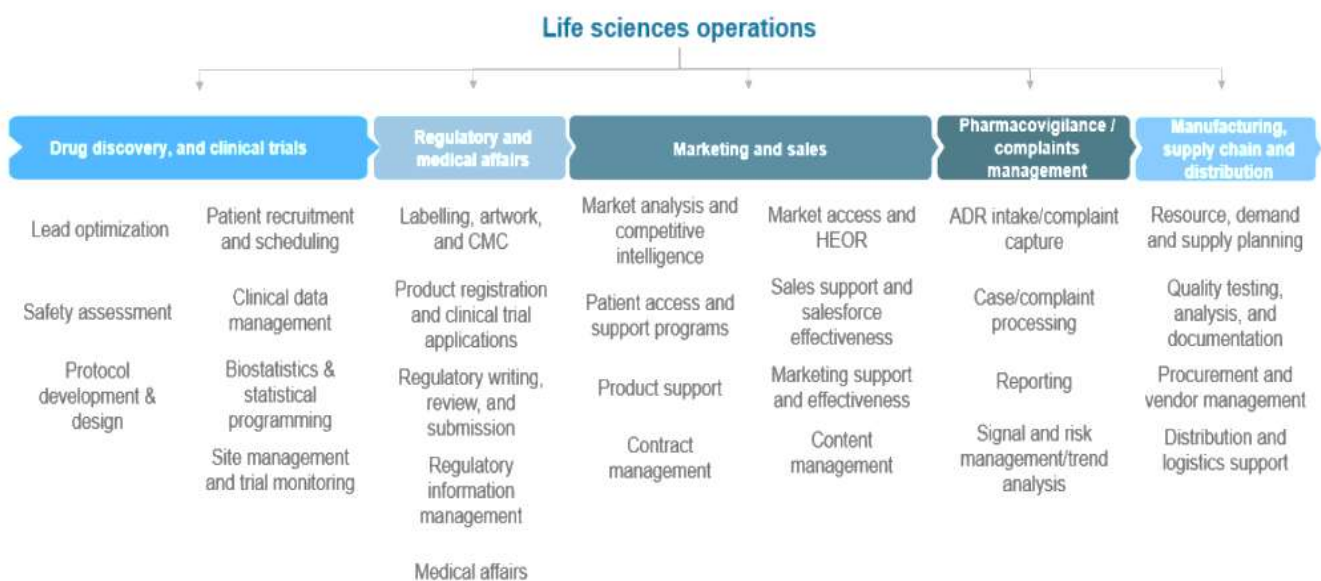 Life sciences operations
Drug discovery, and clinical trials
Regulatory and
medical affairs
Marketing and sales
Pharmacovigilance /
complaints
management
Manufacturing,
supply chain and
distribution
Lead optimization
Safety assessment
Protocol
development &
design
Patient recruitment
and scheduling
Clinical data
management
Biostatistics &
statistical
programming
Site management
and trial monitoring
Labelling, artwork,
and CMC
Product registration
and clinical trial
applications
Regulatory writing,
review, and
submission
Regulatory
information
management
Medical affairs
Market analysis and
competitive
intelligence
Patient access and
support programs
Product support
Contract
management
Market access and
HEOR
Sales support and
salesforce
effectiveness
Marketing support
and effectiveness
Content
management
ADR intake/complaint
capture
Case/complaint
processing
Reporting
Signal and risk
management/trend
analysis
Resource, demand
and supply planning
Quality testing,
analysis, and
documentation
Procurement and
vendor management
Distribution and
logistics support